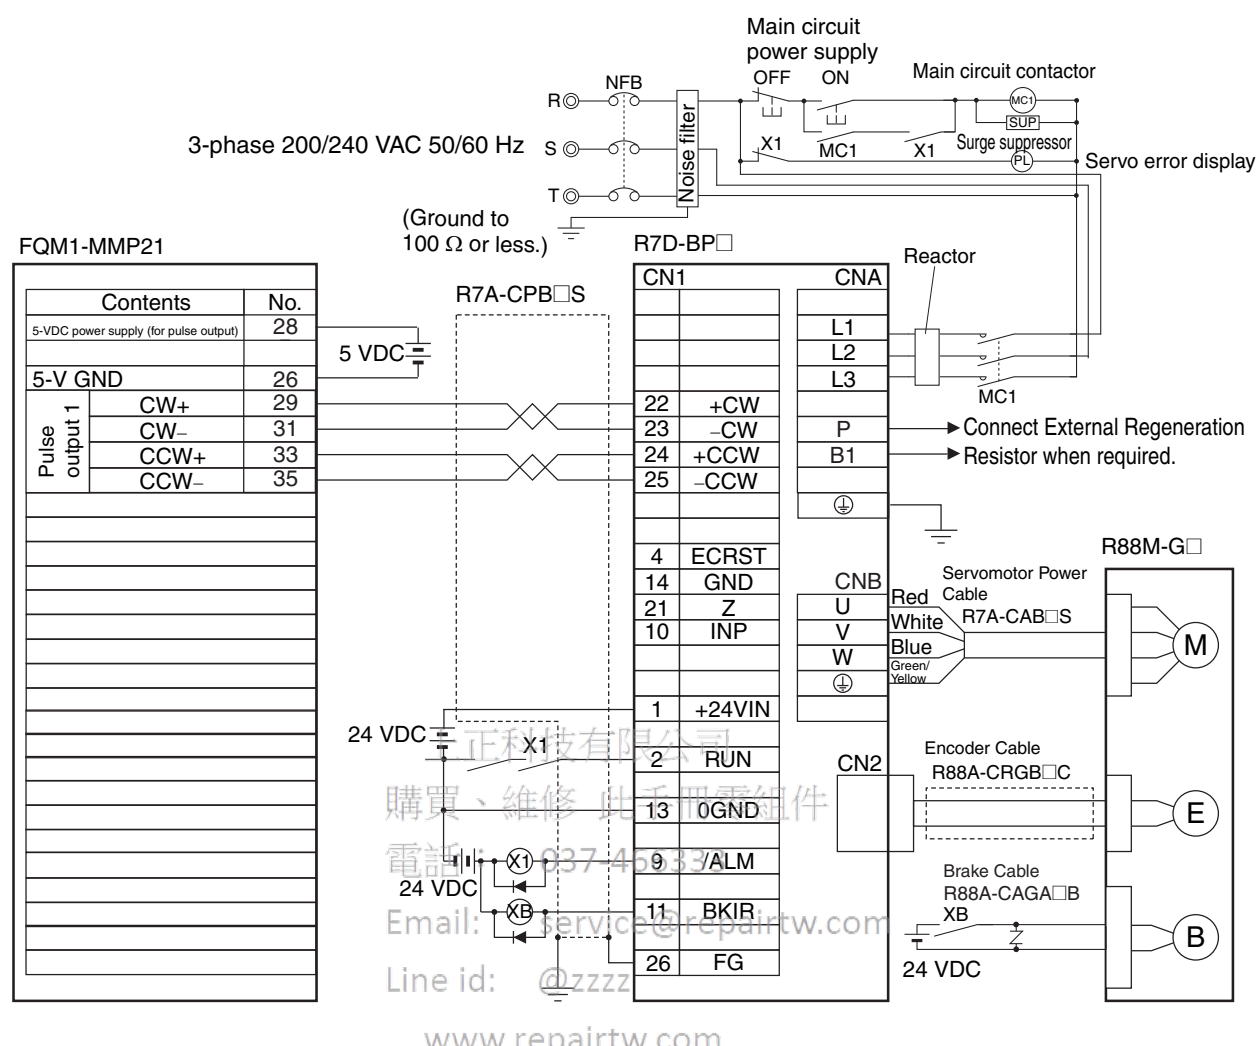 Main circuit
power supply
OFF ON
Main circuit contactor
NFB
R
MC1
SUP
3-phase 200/240 VAC 50/60 Hz
S
Noise filter
X1
MC1
X1
Surge suppressor
PL
Servo error display
T
(Ground to
100 Ω or less.)
FQM1-MMP21
R7A-CPB□S
R7D-BP□
Reactor
Contents No.
5-VDC power supply (for pulse output) 28
5-V GND 26
Pulse output 1
CW+ 29
CW– 31
CCW+ 33
CCW– 35
5 VDC
CN1
22 +CW
23 –CW
24 +CCW
25 –CCW
4 ECRST
14 GND
21 Z
10 INP
1 +24VIN
2 RUN
13 0GND
9 /ALM
11 BKIR
26 FG
CNA
L1
L2
L3
P
B1
MC1
Connect External Regeneration
Resistor when required.
CNB
U
V
W
Red
White
Blue
Green/
Yellow
Servomotor Power
Cable
R7A-CAB□S
R88M-G□
M
24 VDC
X1
CN2
Encoder Cable
R88A-CRGB□C
E
X1
24 VDC
XB
Brake Cable
R88A-CAGA□B
XB
24 VDC
B
上正科技有限公司
購買、維修 此手冊零組件
電話: 037-466333
Email: service@repairtw.com
Line id: @zzzz
www.repairtw.com